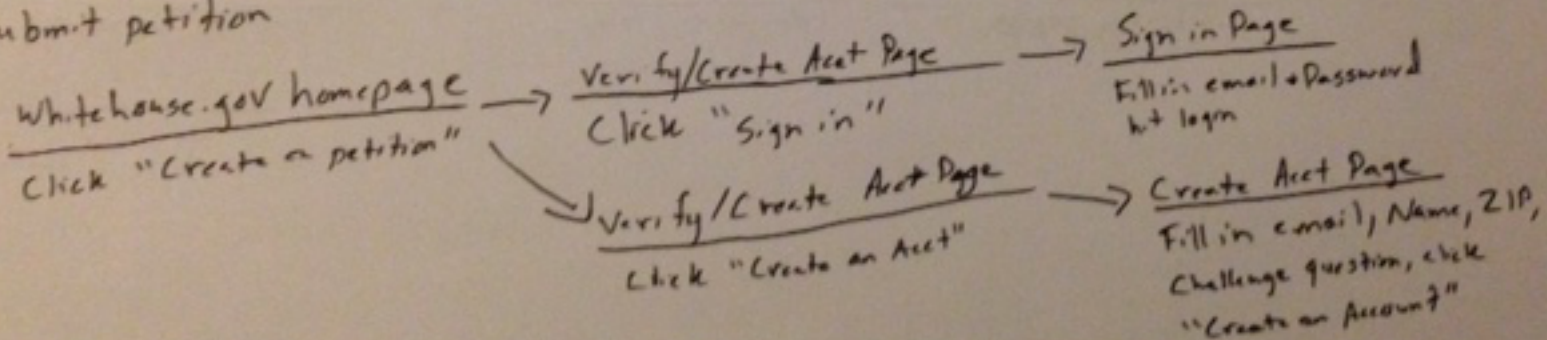 ubmit petition
Whitehouse.gov homepage
Click "Create a petition"
Verify/Create Acct Page
Click "Sign in"
Sign in Page
Fill in email + Password
hit login
Verify/Create Acct Page
Click "Create an Acct"
Create Acct Page
Fill in email, Name, ZIP,
Challenge question, click
"Create an Account"